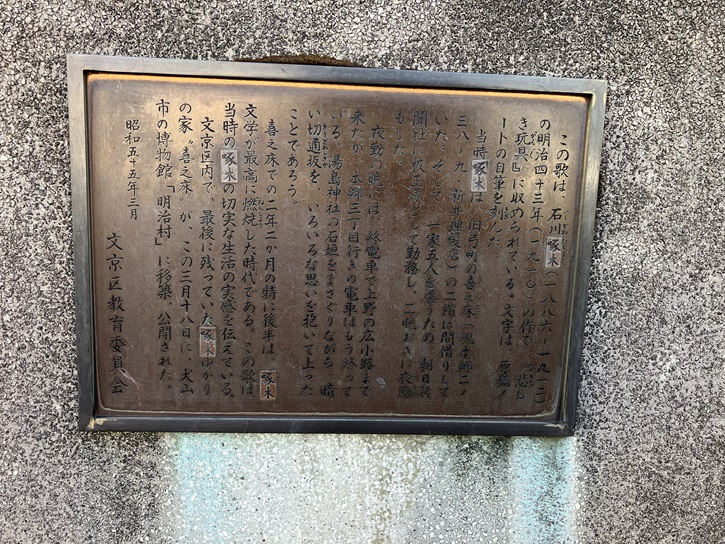 この歌は、石川啄木(一八八六~一九一二)
の明治四十三年(一九一〇)の作で、『悲し
き玩具』に収められている。文字は、原稿ノ
ートの自筆を刻んだ。
当時啄木は、旧弓町の喜之床(現本郷二ノ
三八ノ九・新井理髪店)の二階に間借りして
いた。そして、一家五人を養うため、朝日新
聞社に校正係として勤務し、二晩おきに夜勤
もした。
夜勤の晩には、終電車で上野の広小路まで
来たが、本郷三丁目行きの電車はもう終って
いる。湯島神社の石垣をまさぐりながら、暗
い切通坂を、いろいろな思いを抱いて上った
ことであろう。
喜之床での二年二か月の特に後半は、啄木
文学が最高に燃焼した時代である。この歌は、
当時の啄木の切実な生活の実感を伝えている。
文京区内で、最後に残っていた啄木ゆかり
の家〝喜之床〟が、この三月十八日に、犬山
市の博物館「明治村」に移築、公開された。
昭和五十五年三月
文京区教育委員会